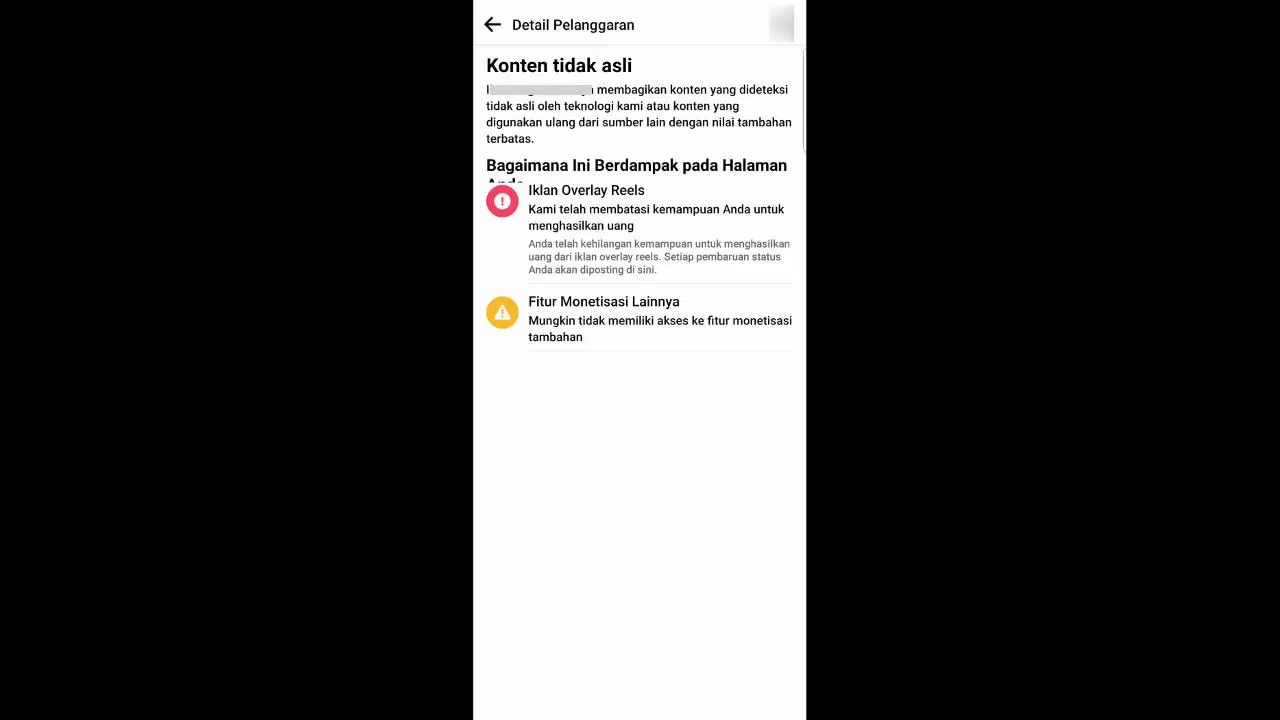 Detail Pelanggaran
Konten tidak asli
membagikan konten yang dideteksi
tidak asli oleh teknologi kami atau konten yang
digunakan ulang dari sumber lain dengan nilai tambahan
terbatas.
Bagaimana Ini Berdampak pada Halaman
Anda
Iklan Overlay Reels
Kami telah membatasi kemampuan Anda untuk
menghasilkan uang
Anda telah kehilangan kemampuan untuk menghasilkan
uang dari iklan overlay reels. Setiap pembaruan status
Anda akan diposting di sini.
Fitur Monetisasi Lainnya
Mungkin tidak memiliki akses ke fitur monetisasi
tambahan